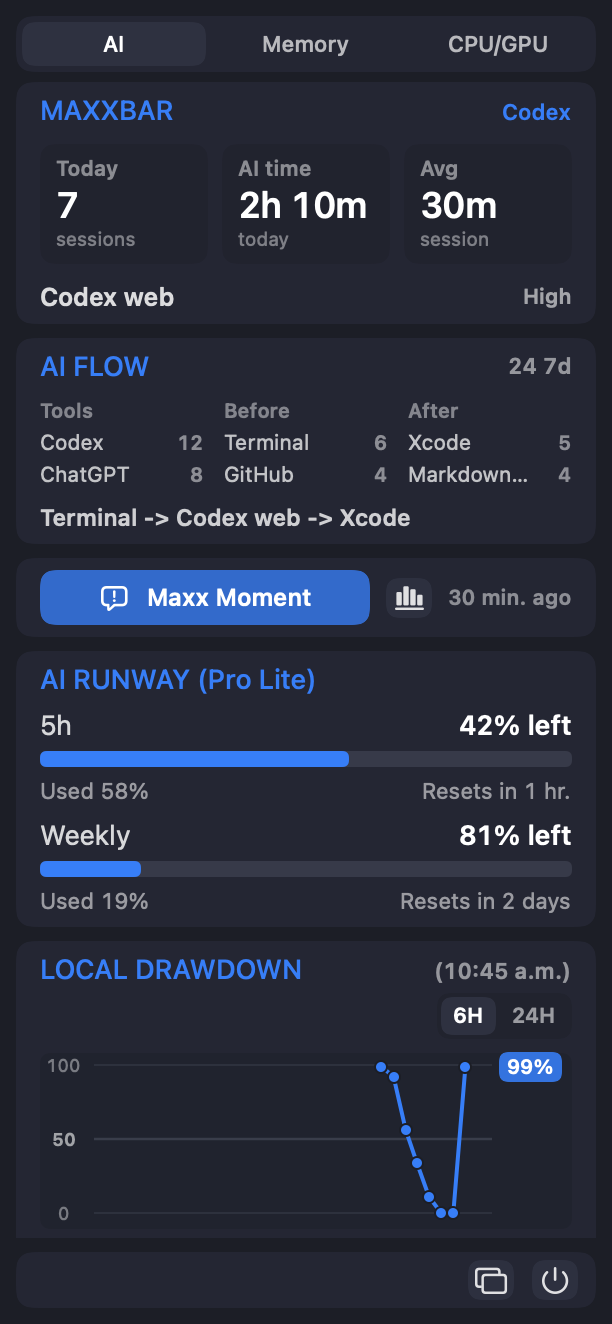 AI Memory CPU/GPU
MAXXBAR Codex
Today AI time Avg
7 2h 10m 30m
sessions today session
Codex web High
AI FLOW 24 7d
Tools Before After
Codex 12 Terminal 6 Xcode 5
ChatGPT 8 GitHub 4 Markdown... 4
Terminal -> Codex web -> Xcode
Maxx Moment 30 min. ago
AI RUNWAY (Pro Lite)
5h 42% left
Used 58% Resets in 1 hr.
Weekly 81% left
Used 19% Resets in 2 days
LOCAL DRAWDOWN (10:45 a.m.)
6H 24H
100 99%
50
0